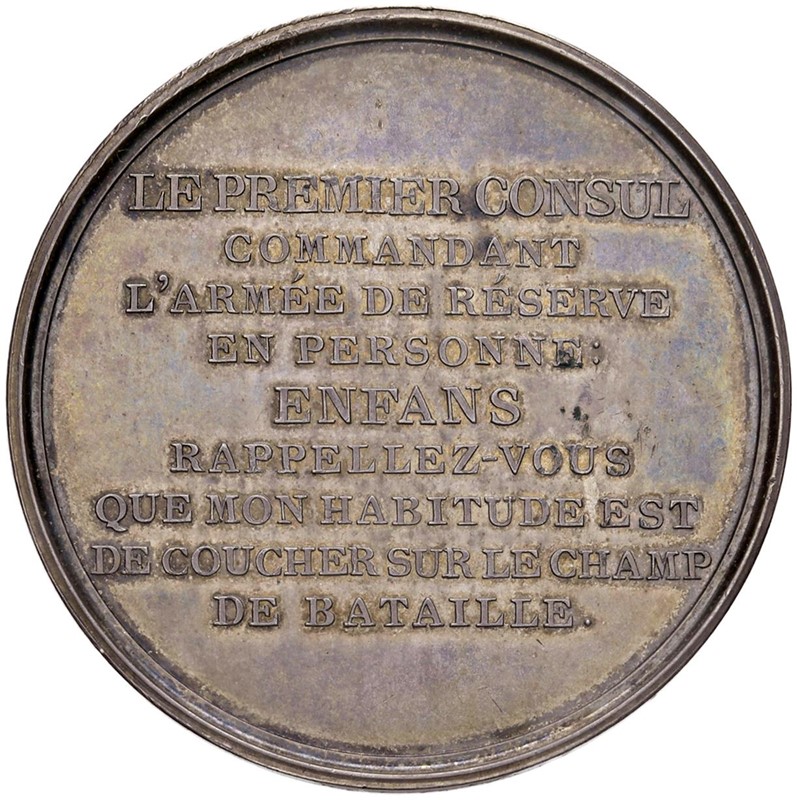 LE PREMIER CONSUL
COMMANDANT
L'ARMÉE DE RÉSERVE
EN PERSONNE:
ENFANS
RAPPELLEZ-VOUS
QUE MON HABITUDE EST
DE COUCHER SUR LE CHAMP
DE BATAILLE.